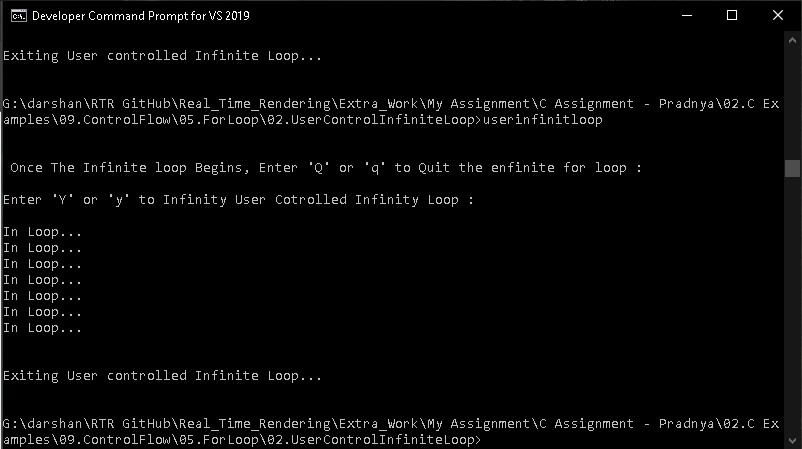 Developer Command Prompt for VS 2019
Exiting User controlled Infinite Loop...
G:\darshan\RTR GitHub\Real_Time_Rendering\Extra_Work\My Assignment\C Assignment - Pradnya\02.C Ex
amples\09.ControlFlow\05.ForLoop\02.UserControlInfiniteLoop>userinfinitloop
Once The Infinite loop Begins, Enter 'Q' or 'q' to Quit the enfinite for loop :
Enter 'Y' or 'y' to Infinity User Cotrolled Infinity Loop :
In Loop...
In Loop...
In Loop...
In Loop...
In Loop...
In Loop...
In Loop...
Exiting User controlled Infinite Loop...
G:\darshan\RTR GitHub\Real_Time_Rendering\Extra_Work\My Assignment\C Assignment - Pradnya\02.C Ex
amples\09.ControlFlow\05.ForLoop\02.UserControlInfiniteLoop>